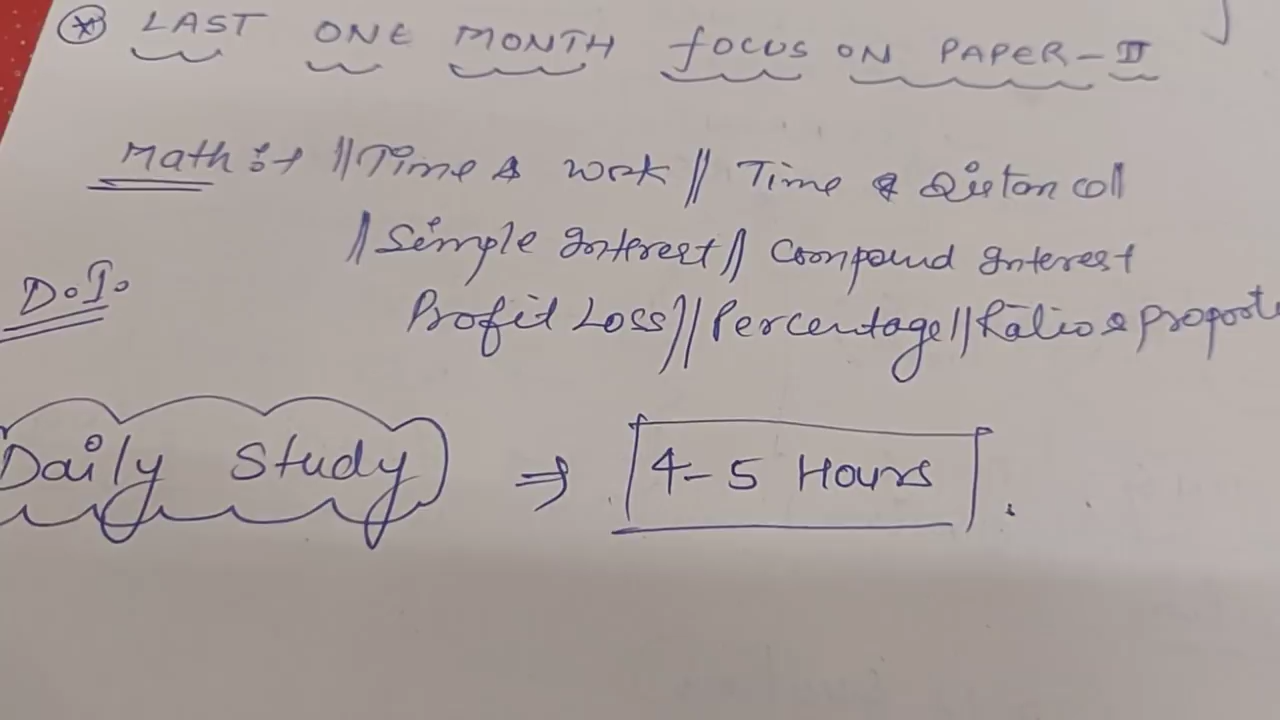 * LAST ONE MONTH focus ON PAPER-II
Math :→ || Time & work || Time & Distance ||
|| Simple Interest || Compound Interest
D.I.
Profit Loss || Percentage || Ratio & proporti
Daily Study ⇒ 4-5 Hours .